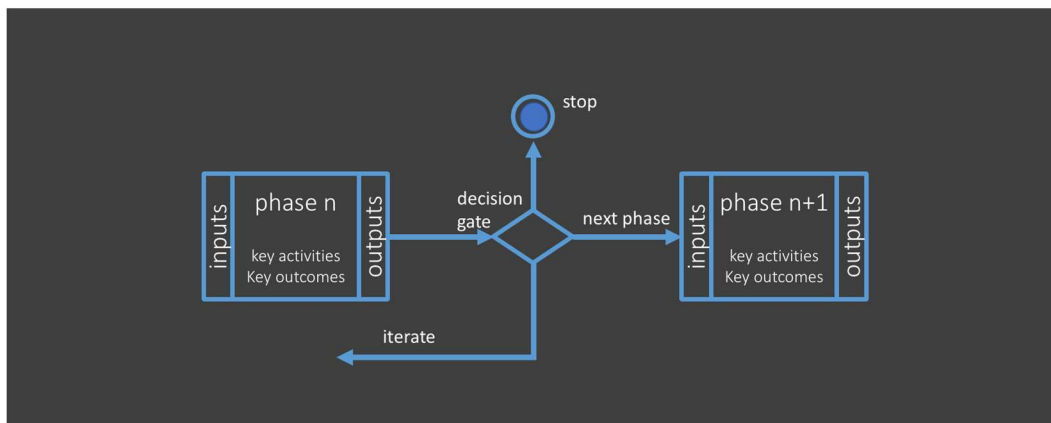 stop
inputs
phase n
key activities
Key outcomes
outputs
decision
gate
next phase
inputs
phase n+1
key activities
Key outcomes
outputs
iterate